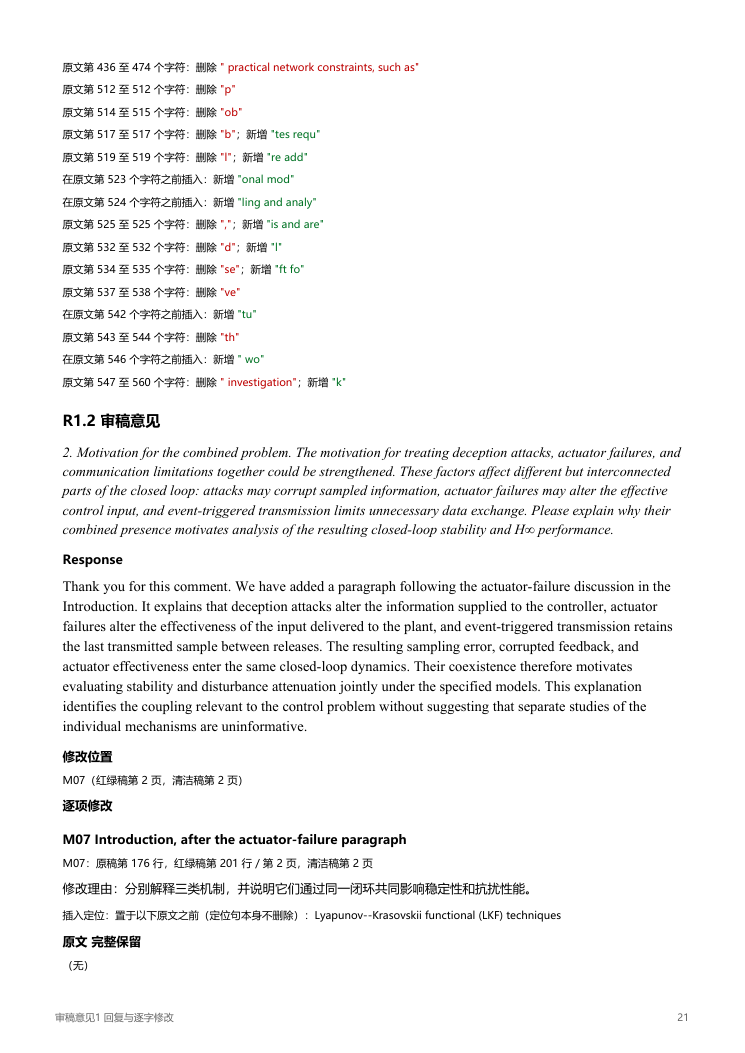 原文第 436 至 474 个字符：删除 " practical network constraints, such as"
原文第 512 至 512 个字符：删除 "p"
原文第 514 至 515 个字符：删除 "ob"
原文第 517 至 517 个字符：删除 "b"；新增 "tes requ"
原文第 519 至 519 个字符：删除 "l"；新增 "re add"
在原文第 523 个字符之前插入：新增 "onal mod"
在原文第 524 个字符之前插入：新增 "ling and analy"
原文第 525 至 525 个字符：删除 ","；新增 "is and are"
原文第 532 至 532 个字符：删除 "d"；新增 "l"
原文第 534 至 535 个字符：删除 "se"；新增 "ft fo"
原文第 537 至 538 个字符：删除 "ve"
在原文第 542 个字符之前插入：新增 "tu"
原文第 543 至 544 个字符：删除 "th"
在原文第 546 个字符之前插入：新增 " wo"
原文第 547 至 560 个字符：删除 " investigation"；新增 "k"
R1.2 审稿意见
2. Motivation for the combined problem. The motivation for treating deception attacks, actuator failures, and
communication limitations together could be strengthened. These factors affect different but interconnected
parts of the closed loop: attacks may corrupt sampled information, actuator failures may alter the effective
control input, and event-triggered transmission limits unnecessary data exchange. Please explain why their
combined presence motivates analysis of the resulting closed-loop stability and H∞ performance.
Response
Thank you for this comment. We have added a paragraph following the actuator-failure discussion in the
Introduction. It explains that deception attacks alter the information supplied to the controller, actuator
failures alter the effectiveness of the input delivered to the plant, and event-triggered transmission retains
the last transmitted sample between releases. The resulting sampling error, corrupted feedback, and
actuator effectiveness enter the same closed-loop dynamics. Their coexistence therefore motivates
evaluating stability and disturbance attenuation jointly under the specified models. This explanation
identifies the coupling relevant to the control problem without suggesting that separate studies of the
individual mechanisms are uninformative.
修改位置
M07（红绿稿第 2 页，清洁稿第 2 页）
逐项修改
M07 Introduction, after the actuator-failure paragraph
M07：原稿第 176 行，红绿稿第 201 行 / 第 2 页，清洁稿第 2 页
修改理由：分别解释三类机制，并说明它们通过同一闭环共同影响稳定性和抗扰性能。
插入定位：置于以下原文之前（定位句本身不删除）：Lyapunov--Krasovskii functional (LKF) techniques
原文 完整保留
（无）
审稿意见1 回复与逐字修改
21